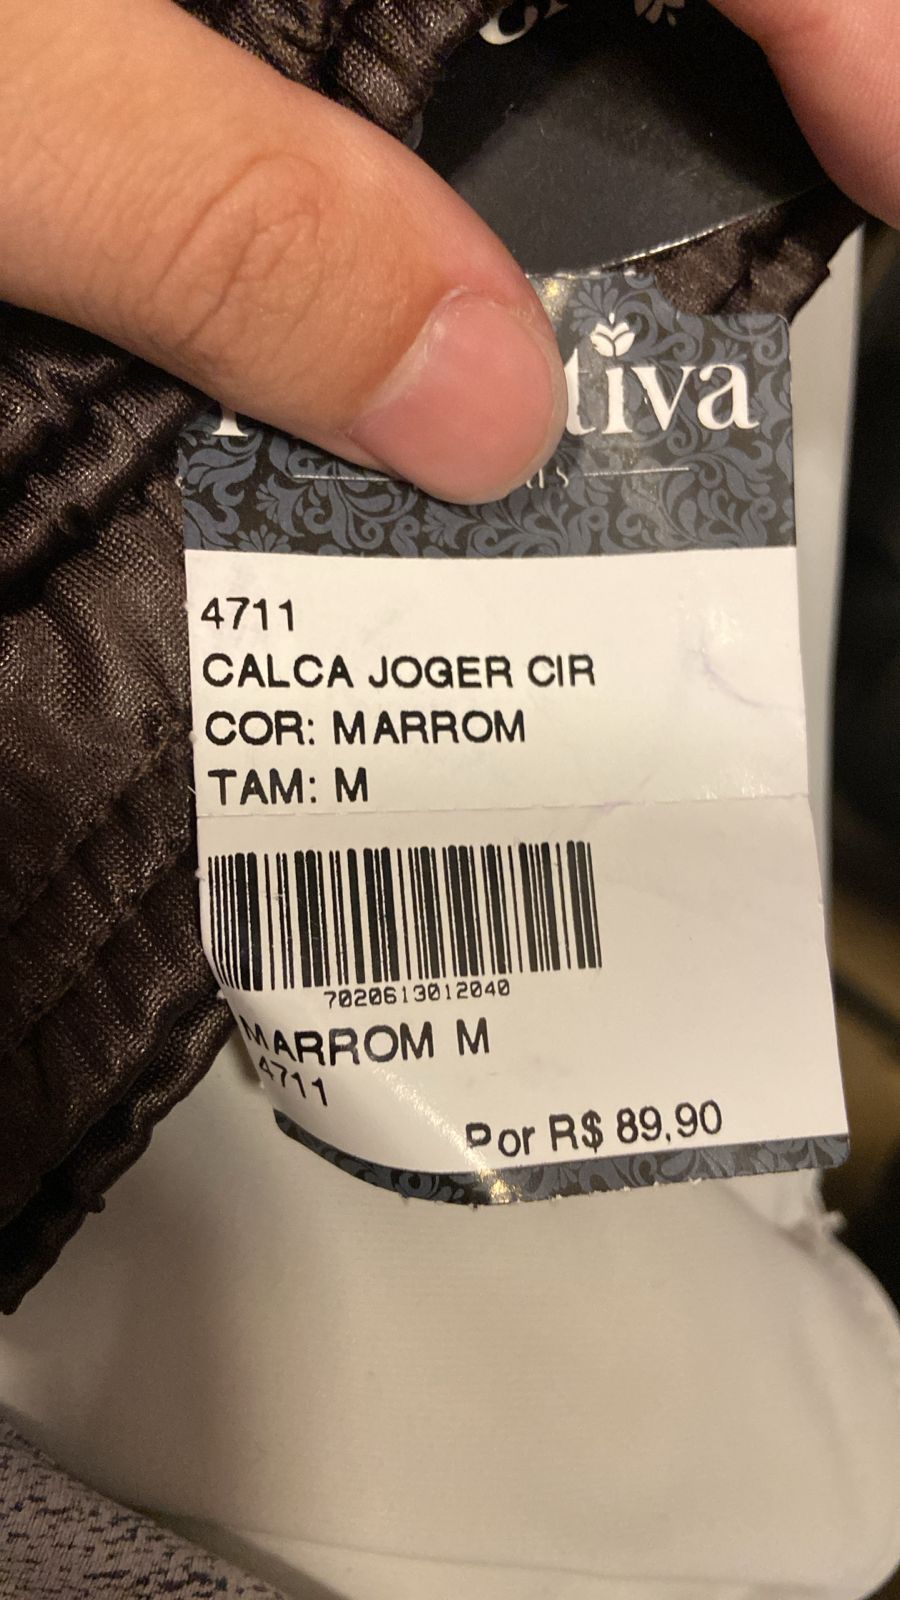 tiva
4711
CALCA JOGER CIR
COR: MARROM
TAM: M
7020613012040
MARROM M
4711
Por R$ 89,90